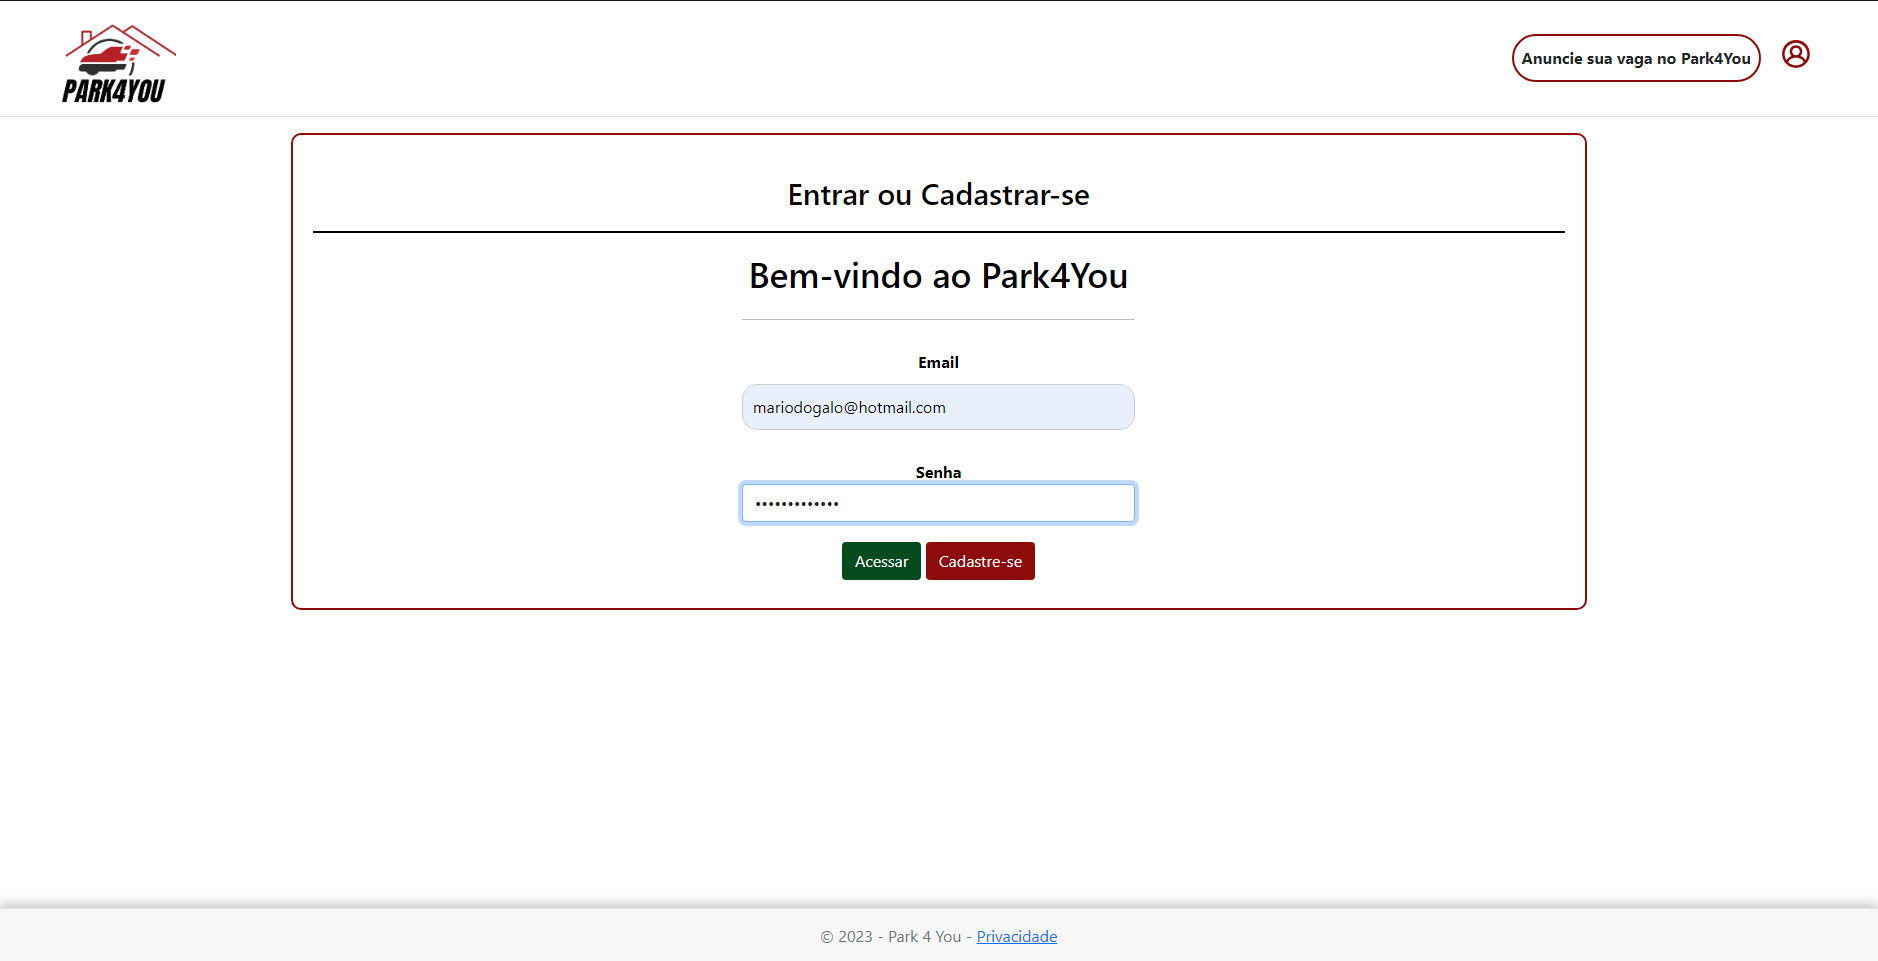 PARK4YOU
Anuncie sua vaga no Park4You
Entrar ou Cadastrar-se
Bem-vindo ao Park4You
Email
mariodogalo@hotmail.com
Senha
•••••••••••••
Acessar Cadastre-se
© 2023 - Park 4 You - Privacidade